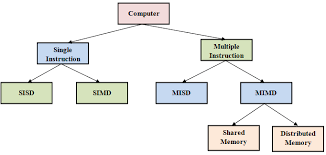 Computer
Single
Instruction
Multiple
Instruction
SISD
SIMD
MISD
MIMD
Shared
Memory
Distributed
Memory